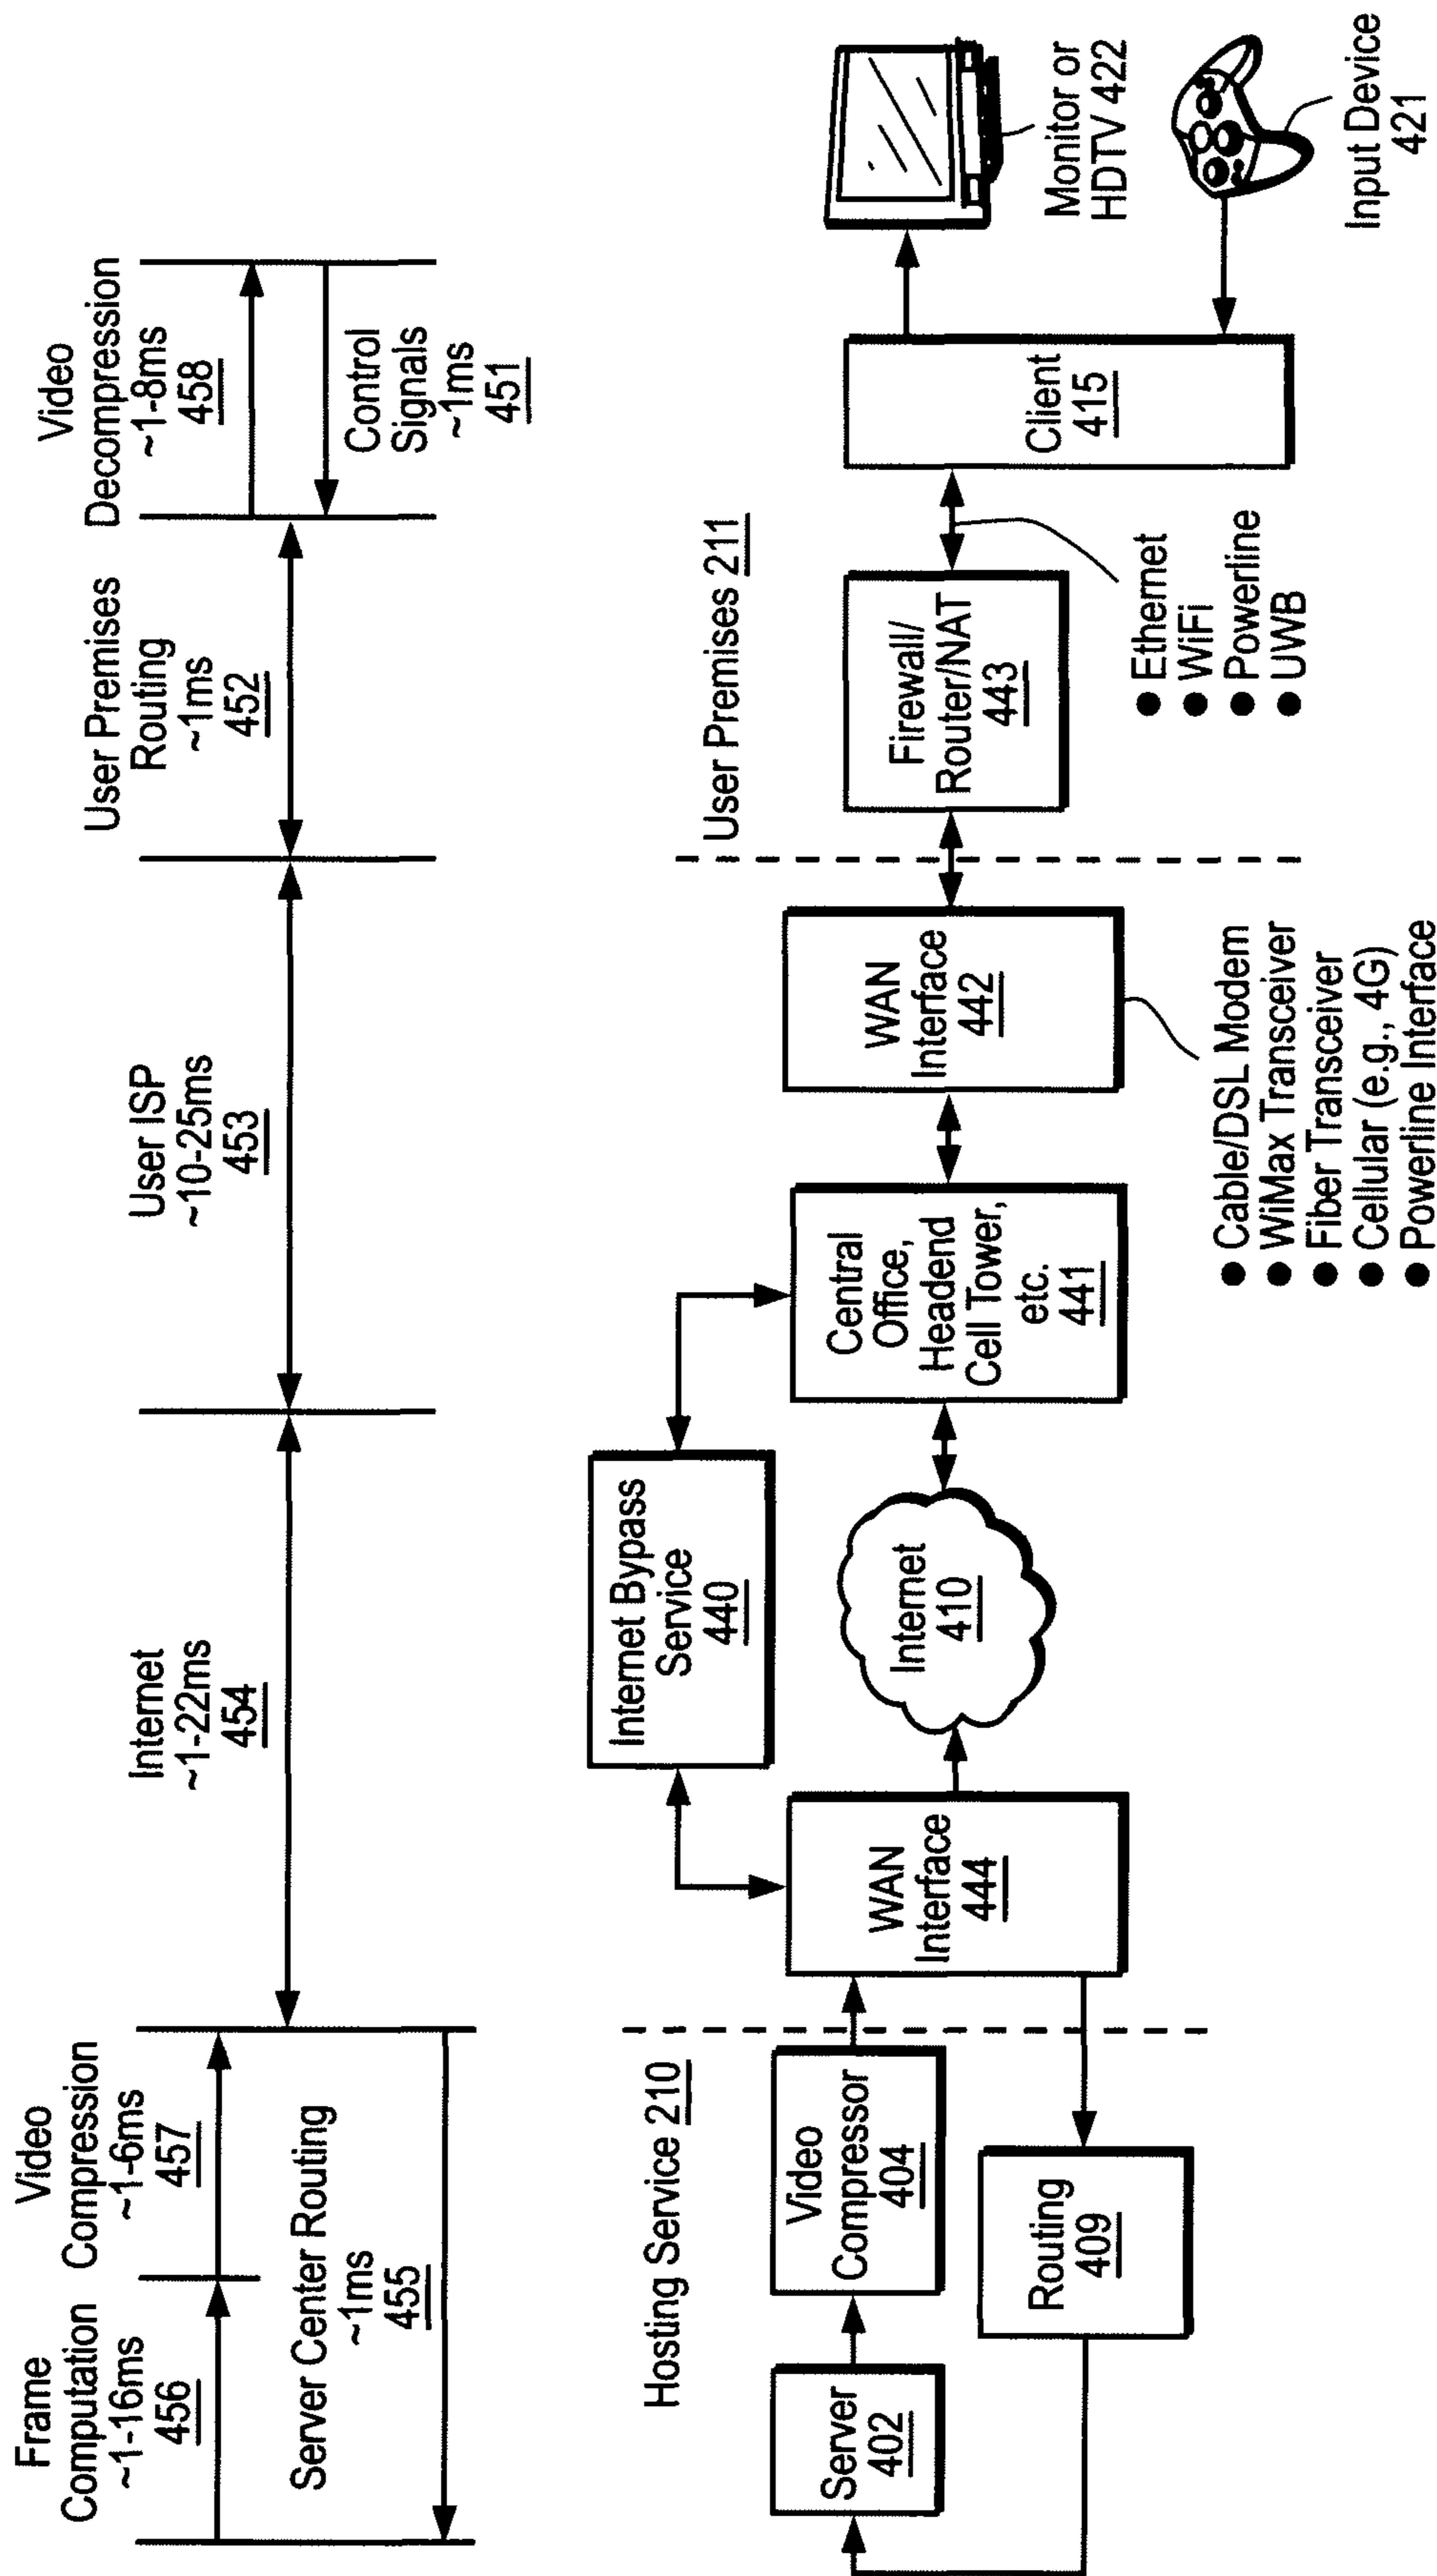 Frame
Computation
~1-16ms
456
Video
Compression
~1-6ms
457
Server Center Routing
~1ms
455
Internet
~1-22ms
454
User ISP
~10-25ms
453
User Premises
Routing
~1ms
452
Video
Decompression
~1-8ms
458
Control
Signals
~1ms
451
Hosting Service 210
Server
402
Video
Compressor
404
Routing
409
WAN
Interface
444
Internet Bypass
Service
440
Internet
410
Central
Office,
Headend
Cell Tower,
etc.
441
WAN
Interface
442
● Cable/DSL Modem
● WiMax Transceiver
● Fiber Transceiver
● Cellular (e.g., 4G)
● Powerline Interface
User Premises 211
Firewall/
Router/NAT
443
● Ethernet
● WiFi
● Powerline
● UWB
Client
415
Monitor or
HDTV 422
Input Device
421